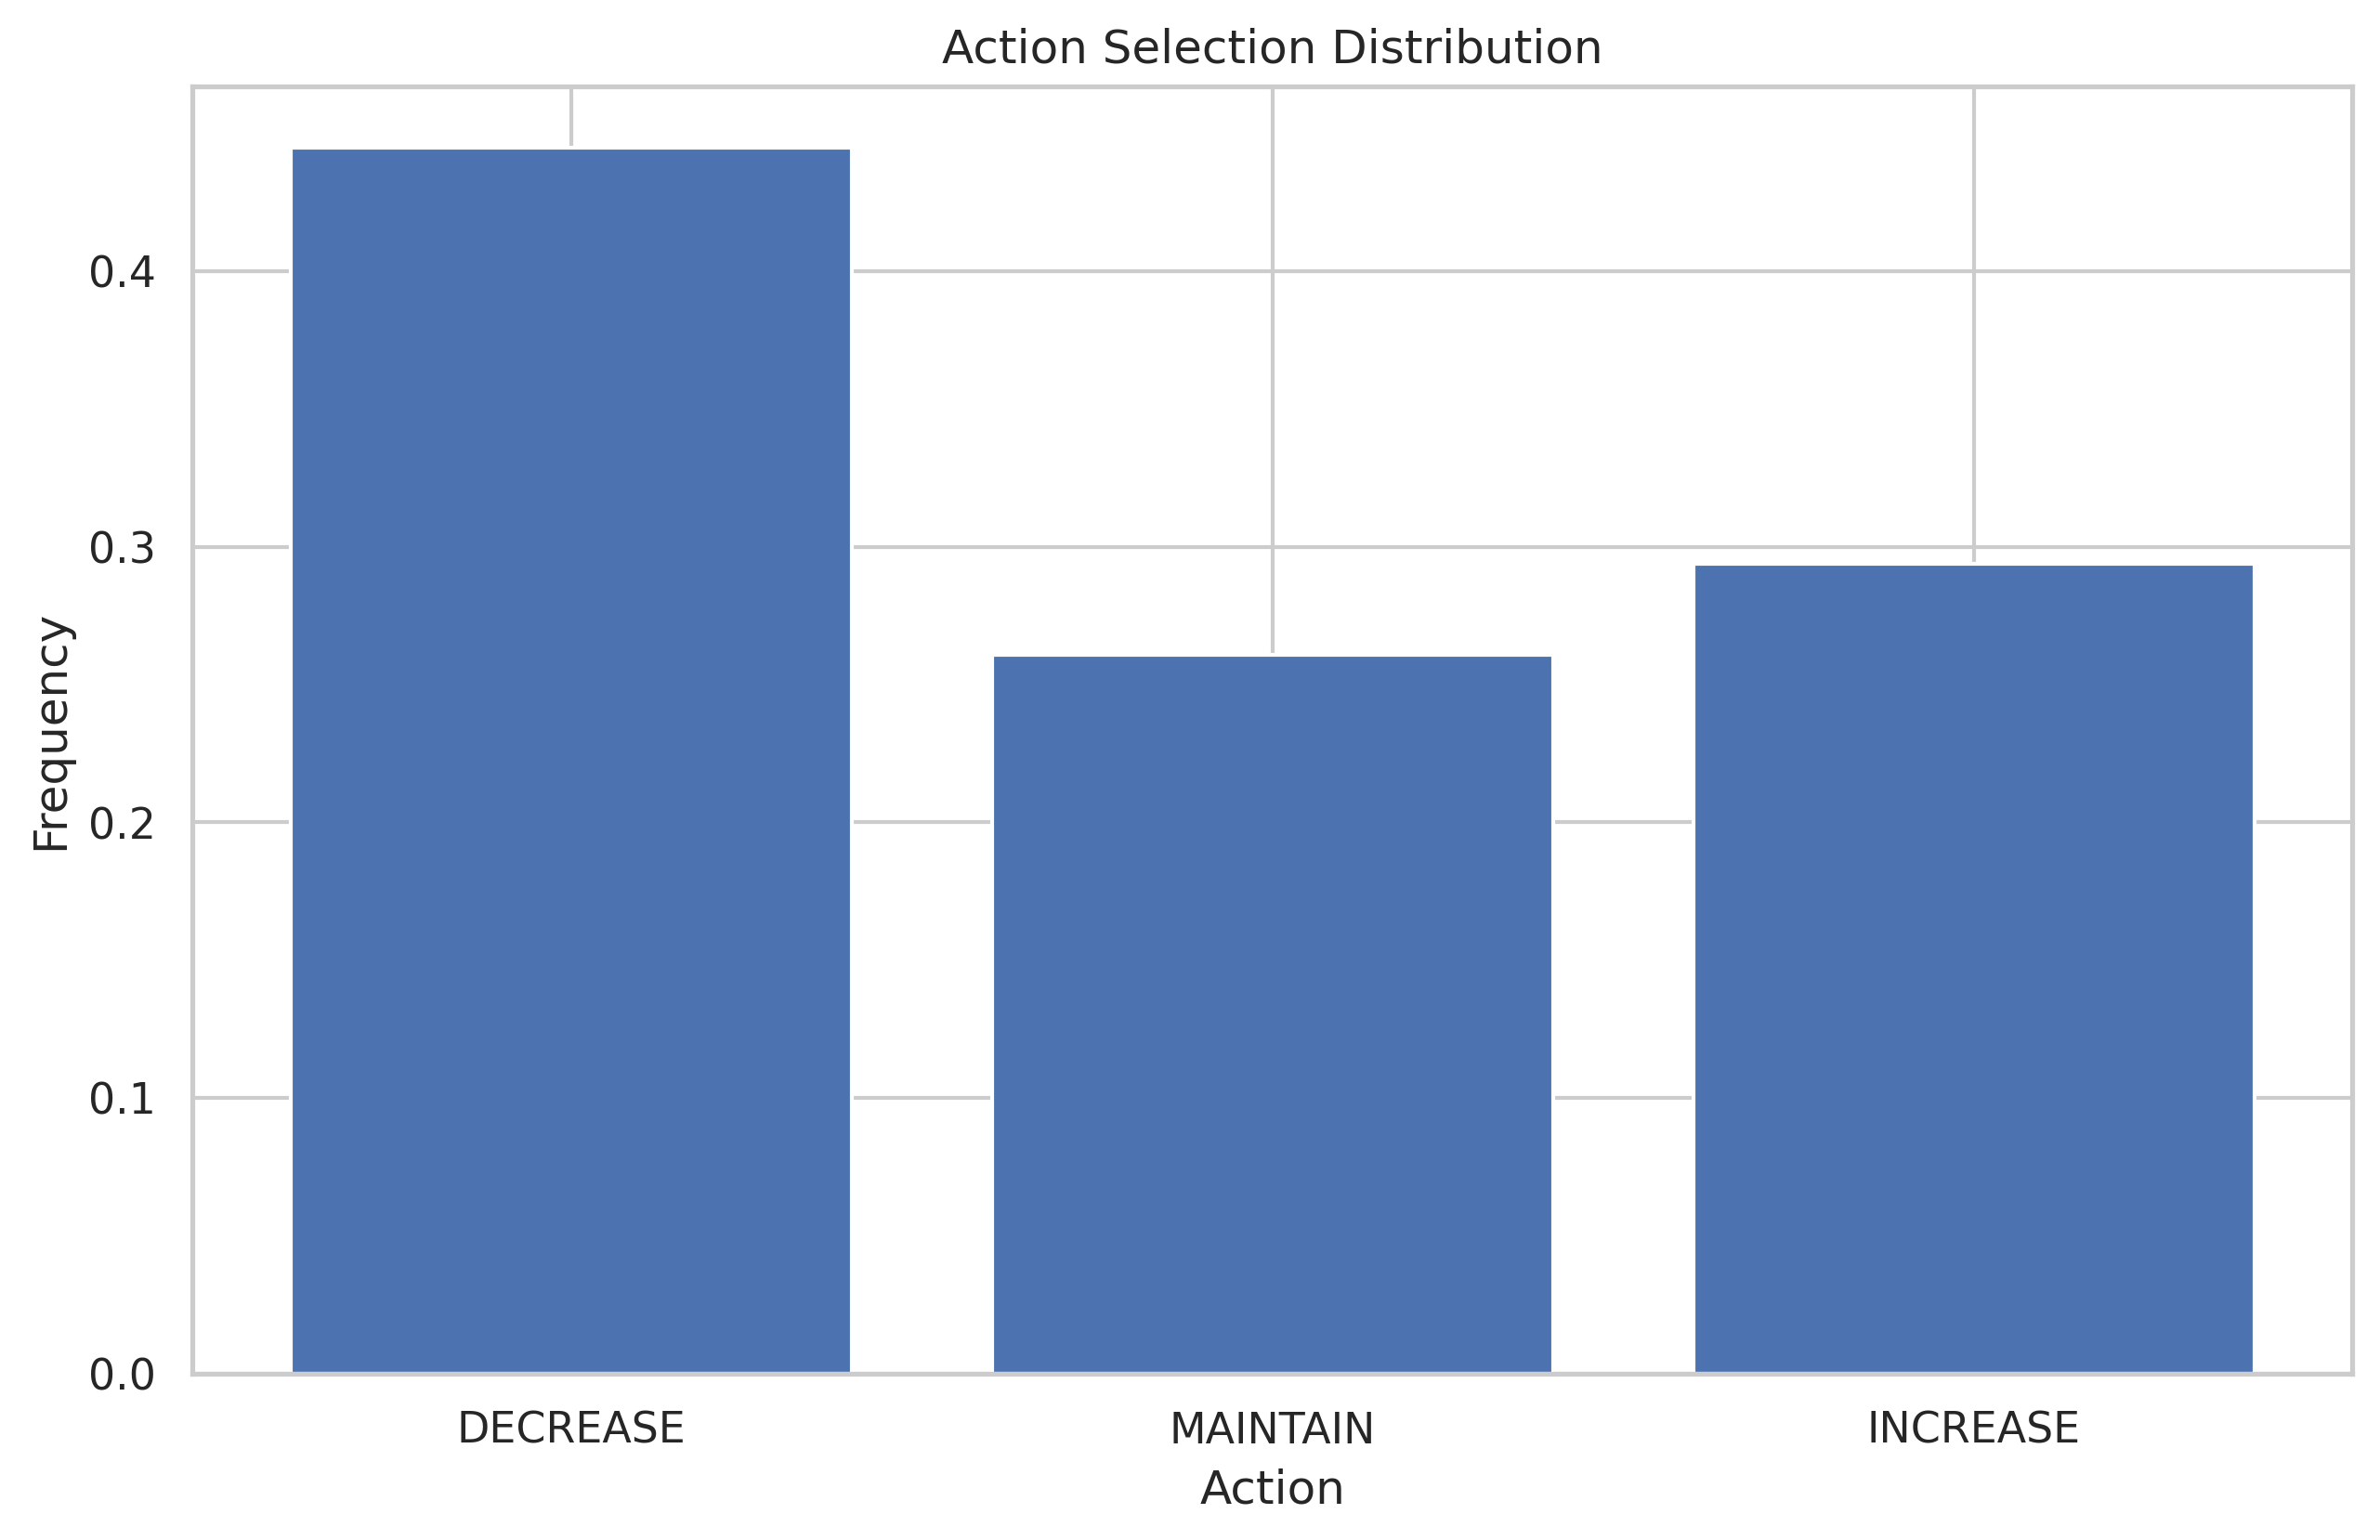 Action Selection Distribution
Frequency
0.4
0.3
0.2
0.1
0.0
DECREASE
MAINTAIN
INCREASE
Action